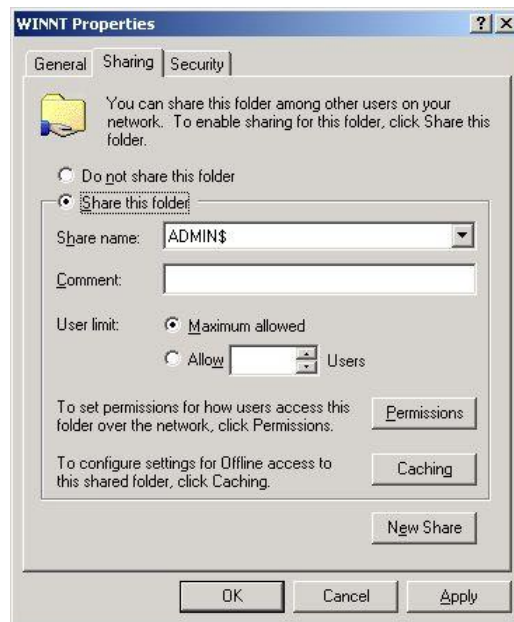 WINNT Properties
General Sharing Security
You can share this folder among other users on your
network. To enable sharing for this folder, click Share this
folder.
Do not share this folder
Share this folder
Share name: ADMIN$
Comment:
User limit: Maximum allowed
Allow Users
To set permissions for how users access this
folder over the network, click Permissions.
Permissions
To configure settings for Offline access to
this shared folder, click Caching.
Caching
New Share
OK Cancel Apply